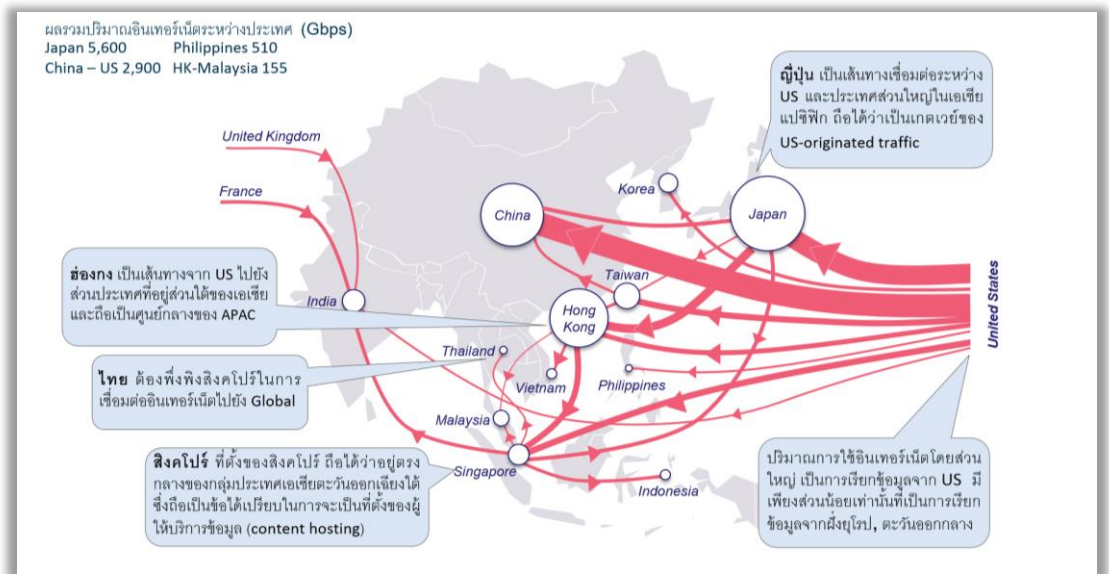 ผลรวมปริมาณอินเทอร์เน็ตระหว่างประเทศ (Gbps)
Japan 5,600 Philippines 510
China – US 2,900 HK-Malaysia 155
ญี่ปุ่น เป็นเส้นทางเชื่อมต่อระหว่าง
US และประเทศส่วนใหญ่ในเอเชีย
แปซิฟิก ถือได้ว่าเป็นเกตเวย์ของ
US-originated traffic
United Kingdom
France
Korea
China
Japan
Taiwan
India
Hong
Kong
United States
ฮ่องกง เป็นเส้นทางจาก US ไปยัง
ส่วนประเทศที่อยู่ส่วนใต้ของเอเชีย
และถือเป็นศูนย์กลางของ APAC
Thailand
Vietnam
Philippines
ไทย ต้องพึ่งพิงสิงคโปร์ในการ
เชื่อมต่ออินเทอร์เน็ตไปยัง Global
Malaysia
Singapore
Indonesia
สิงคโปร์ ที่ตั้งของสิงคโปร์ ถือได้ว่าอยู่ตรง
กลางของกลุ่มประเทศเอเชียตะวันออกเฉียงใต้
ซึ่งถือเป็นข้อได้เปรียบในการจะเป็นที่ตั้งของผู้
ให้บริการข้อมูล (content hosting)
ปริมาณการใช้อินเทอร์เน็ตโดยส่วน
ใหญ่ เป็นการเรียกข้อมูลจาก US มี
เพียงส่วนน้อยเท่านั้นที่เป็นการเรียก
ข้อมูลจากฝั่งยุโรป, ตะวันออกกลาง